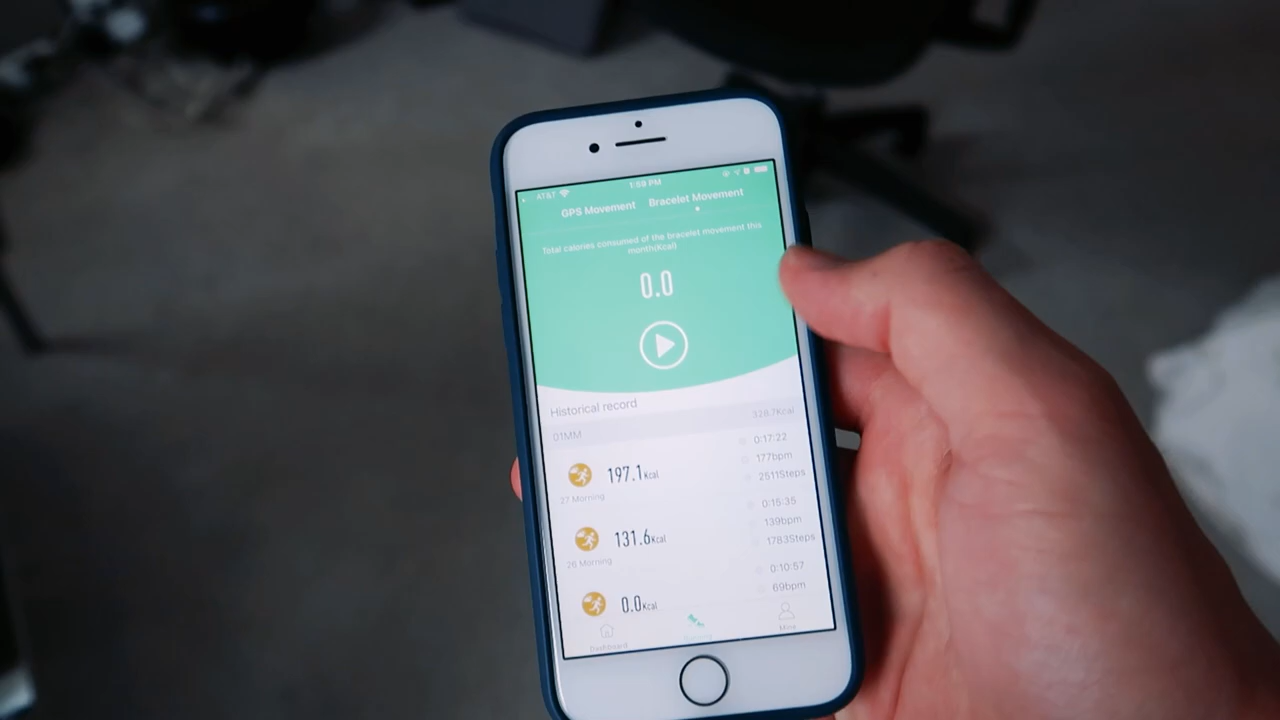 AT&T 1:59 PM
GPS Movement Bracelet Movement
Total calories consumed of the bracelet movement this
month(Kcal)
0.0
Historical record
01MM 328.7Kcal
197.1Kcal
0:17:22
177bpm
2511Steps
27 Morning
131.6Kcal
0:15:35
139bpm
1783Steps
26 Morning
0.0Kcal
0:10:57
69bpm
Dashboard Mine